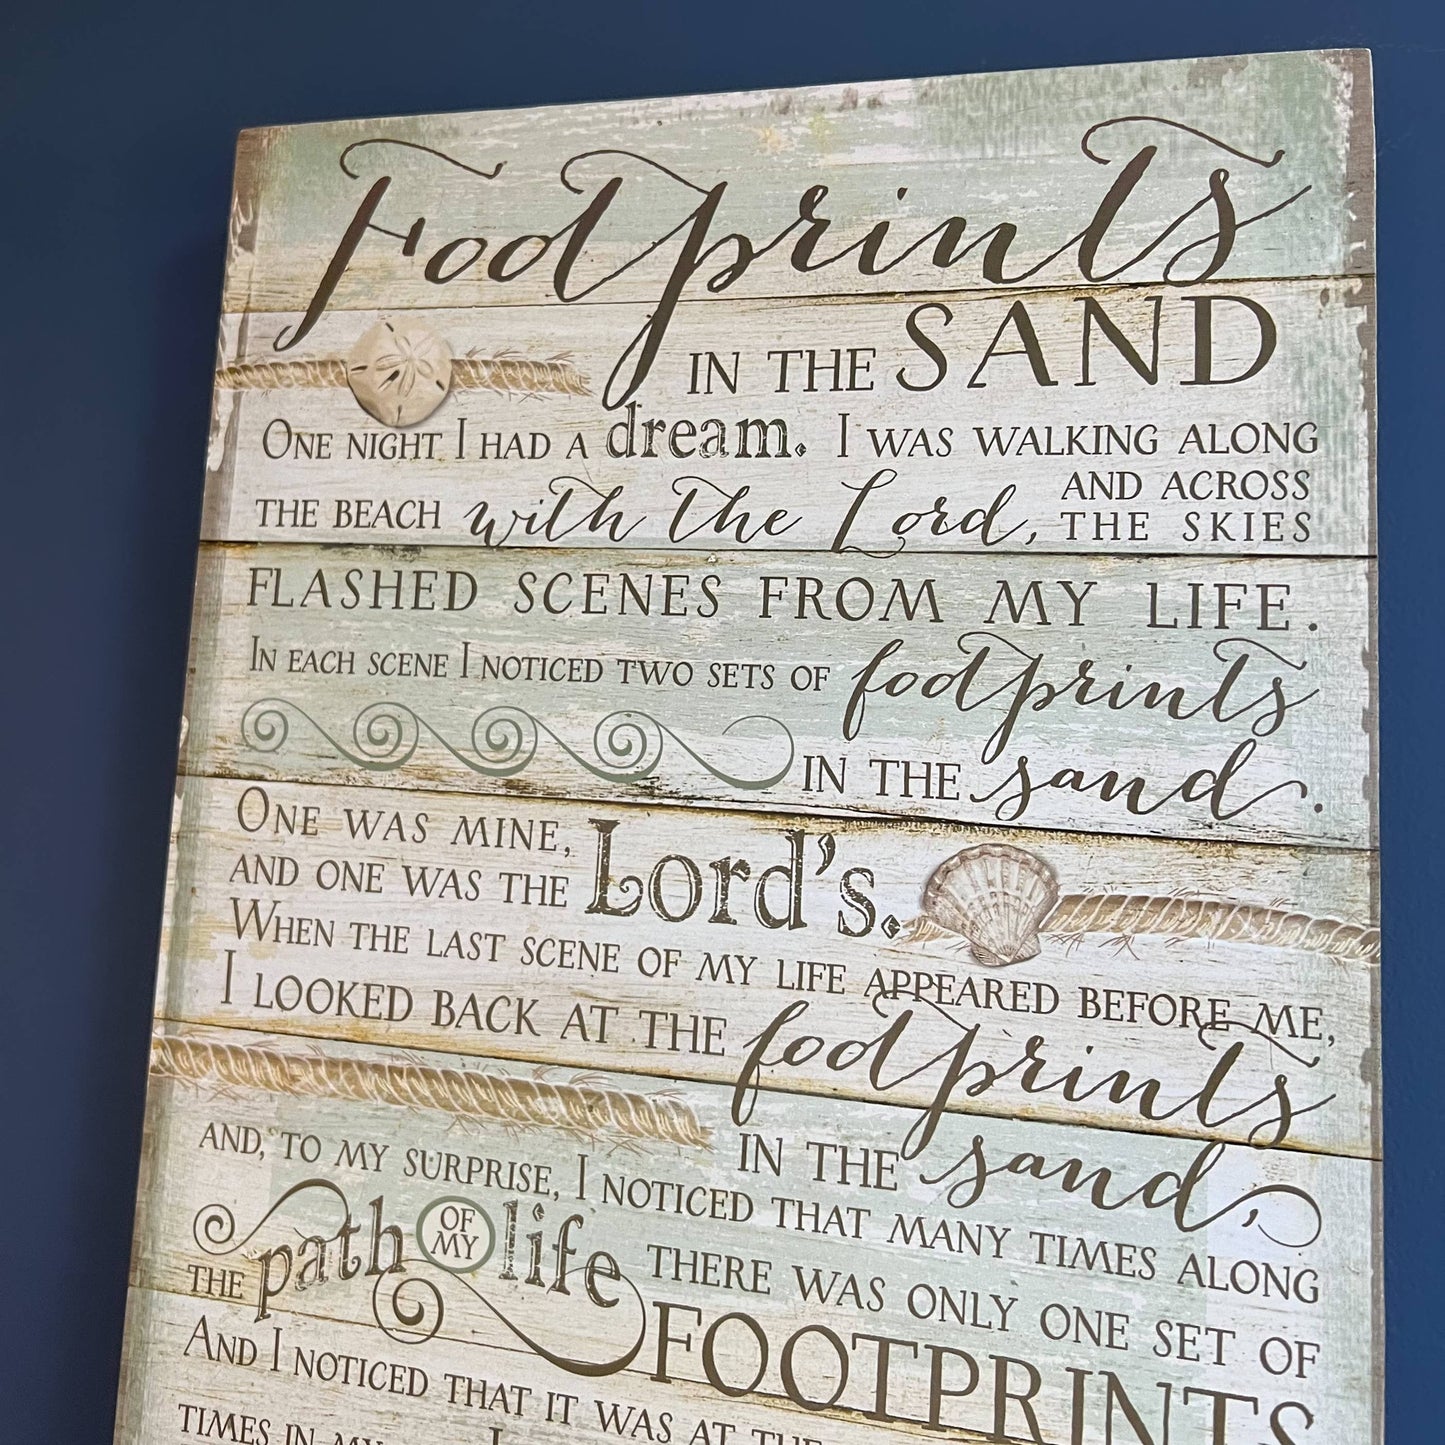 Footprints
IN THE SAND
ONE NIGHT I HAD A dream. I WAS WALKING ALONG
THE BEACH with the Lord, AND ACROSS
THE SKIES
FLASHED SCENES FROM MY LIFE.
IN EACH SCENE I NOTICED TWO SETS OF footprints
IN THE sand.
ONE WAS MINE,
AND ONE WAS THE Lord's.
WHEN THE LAST SCENE OF MY LIFE APPEARED BEFORE ME,
I LOOKED BACK AT THE footprints
IN THE sand,
AND, TO MY SURPRISE, I NOTICED THAT MANY TIMES ALONG
THE path OF MY life THERE WAS ONLY ONE SET OF
FOOTPRINTS
AND I NOTICED THAT IT WAS AT THE
TIMES IN MY